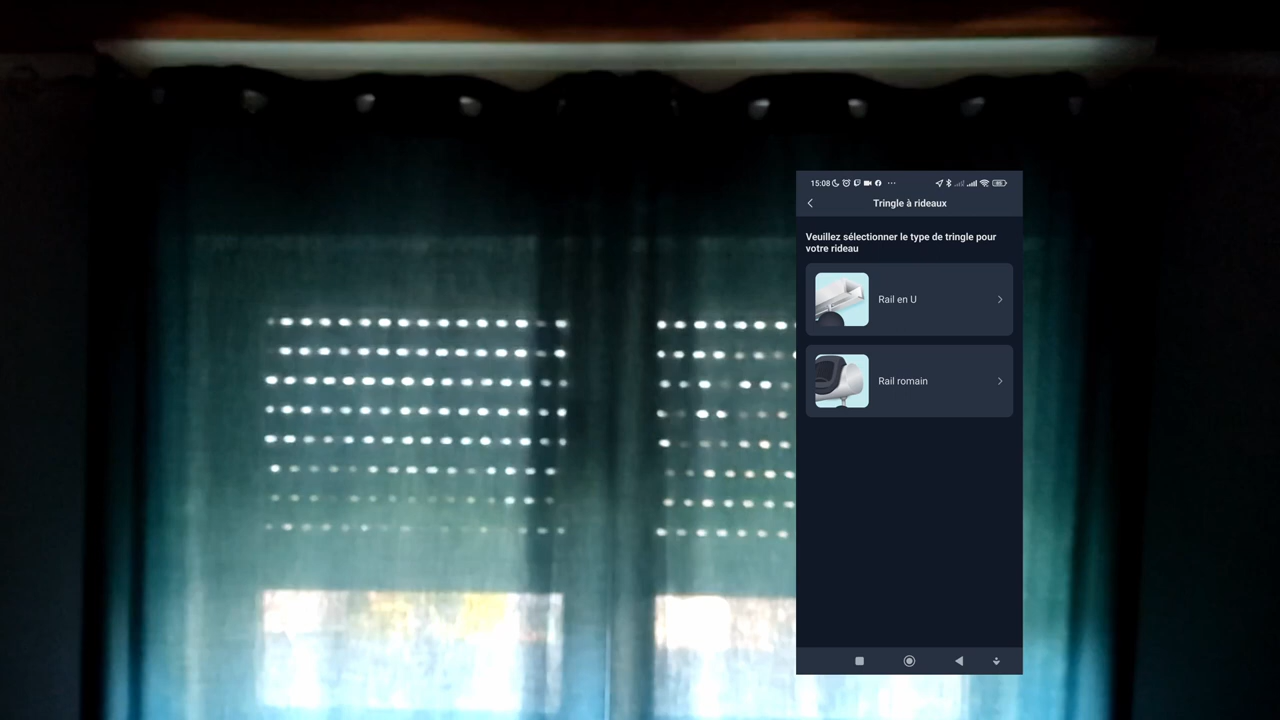 15:08
Tringle à rideaux
Veuillez sélectionner le type de tringle pour
votre rideau
Rail en U
Rail romain